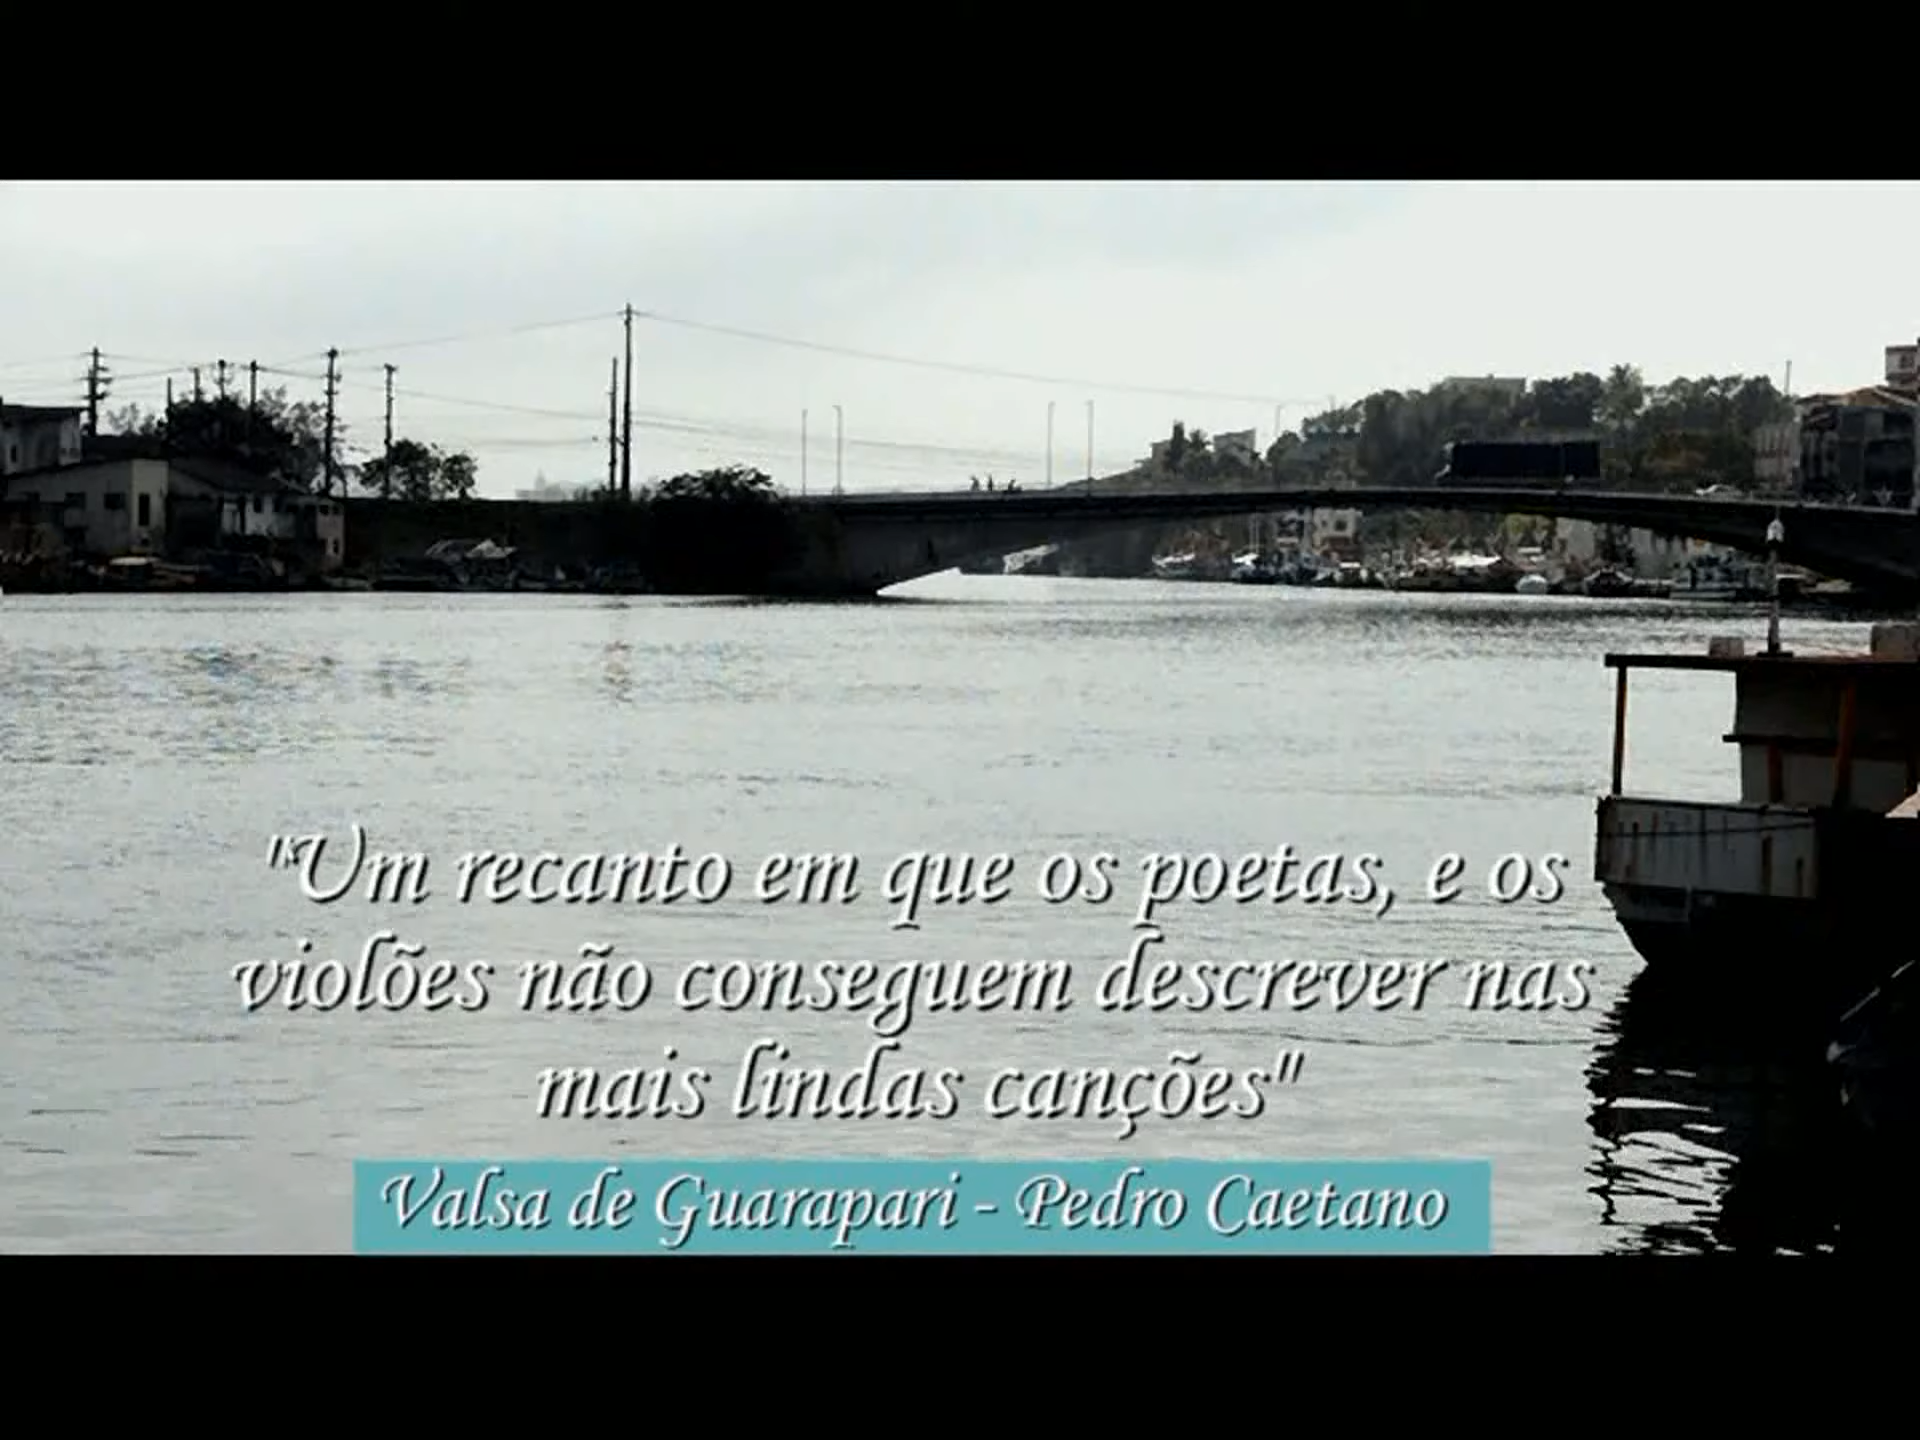 "Um recanto em que os poetas, e os
violões não conseguem descrever nas
mais lindas canções"
Valsa de Guarapari - Pedro Caetano